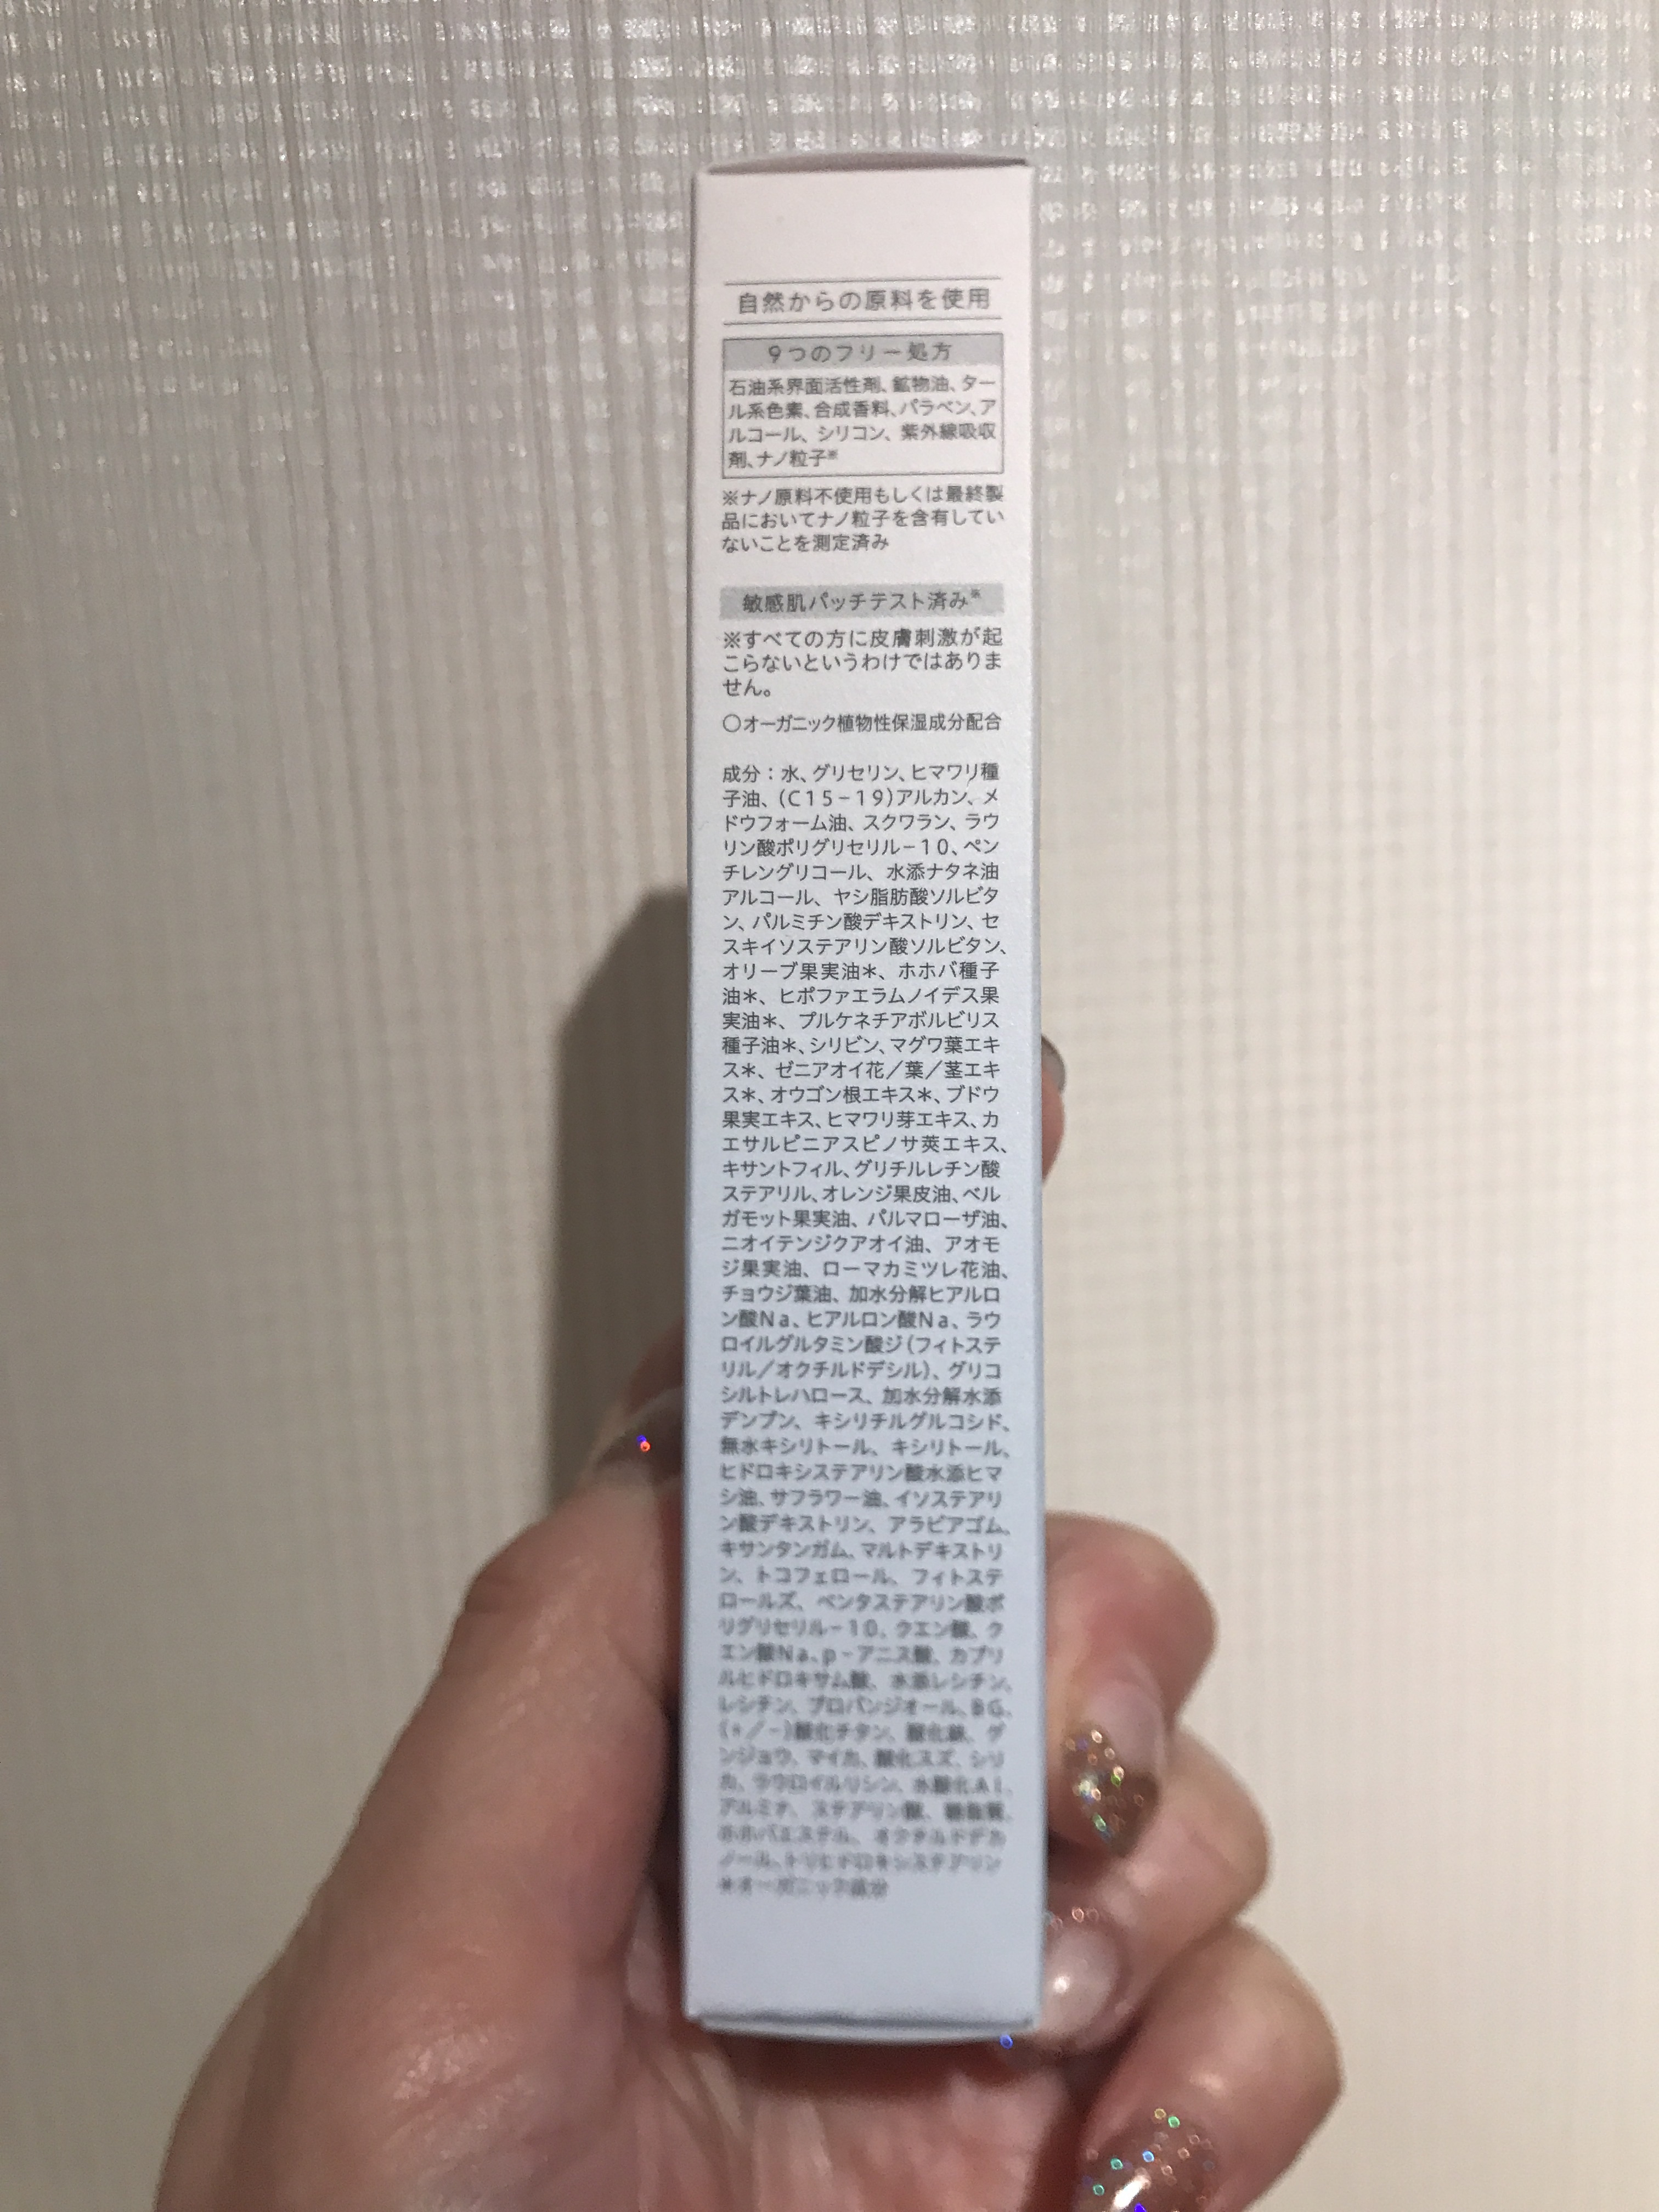 自然からの原料を使用
9つのフリー処方
石油系界面活性剤、鉱物油、ター
ル系色素、合成香料、パラベン、ア
ルコール、シリコン、紫外線吸収
剤、ナノ粒子※
※ナノ原料不使用もしくは最終製
品においてナノ粒子を含有してい
ないことを測定済み
敏感肌パッチテスト済み※
※すべての方に皮膚刺激が起
こらないというわけではありま
せん。
○オーガニック植物性保湿成分配合
成分：水、グリセリン、ヒマワリ種
子油、(C15-19)アルカン、メ
ドウフォーム油、スクワラン、ラウ
リン酸ポリグリセリル-10、ペン
チレングリコール、水添ナタネ油
アルコール、ヤシ脂肪酸ソルビタ
ン、パルミチン酸デキストリン、セ
スキイソステアリン酸ソルビタン、
オリーブ果実油＊、ホホバ種子
油＊、ヒポファエラムノイデス果
実油＊、プルケネチアボルビリス
種子油＊、シリビン、マグワ葉エキ
ス＊、ゼニアオイ花／葉／茎エキ
ス＊、オウゴン根エキス＊、ブドウ
果実エキス、ヒマワリ芽エキス、カ
エサルピニアスピノサ莢エキス、
キサントフィル、グリチルレチン酸
ステアリル、オレンジ果皮油、ベル
ガモット果実油、パルマローザ油、
ニオイテンジクアオイ油、アオモ
ジ果実油、ローマカミツレ花油、
チョウジ葉油、加水分解ヒアルロ
ン酸Na、ヒアルロン酸Na、ラウ
ロイルグルタミン酸ジ(フィトステ
リル／オクチルドデシル)、グリコ
シルトレハロース、加水分解水添
デンプン、キシリチルグルコシド、
無水キシリトール、キシリトール、
ヒドロキシステアリン酸水添ヒマ
シ油、サフラワー油、イソステアリ
ン酸デキストリン、アラビアゴム、
キサンタンガム、マルトデキストリ
ン、トコフェロール、フィトステ
ロールズ、ペンタステアリン酸ポ
リグリセリル-10、クエン酸、ク
エン酸Na、p-アニス酸、カプリ
ルヒドロキサム酸、水添レシチン、
レシチン、プロパンジオール、BG、
(+/-)酸化チタン、酸化鉄、グ
ンジョウ、マイカ、酸化スズ、シリ
カ、ラウロイルリシン、水酸化Al、
アルミナ、ステアリン酸、
ホホバエステル、オクチルドデカ
ノール、トリヒドロキシステアリン
＊オーガニック成分